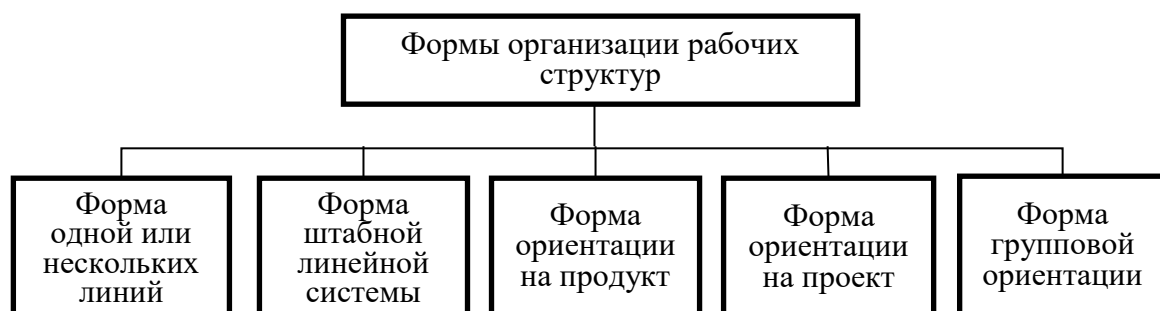 Формы организации рабочих
структур
Форма
одной или
нескольких
линий
Форма
штабной
линейной
системы
Форма
ориентации
на продукт
Форма
ориентации
на проект
Форма
групповой
ориентации